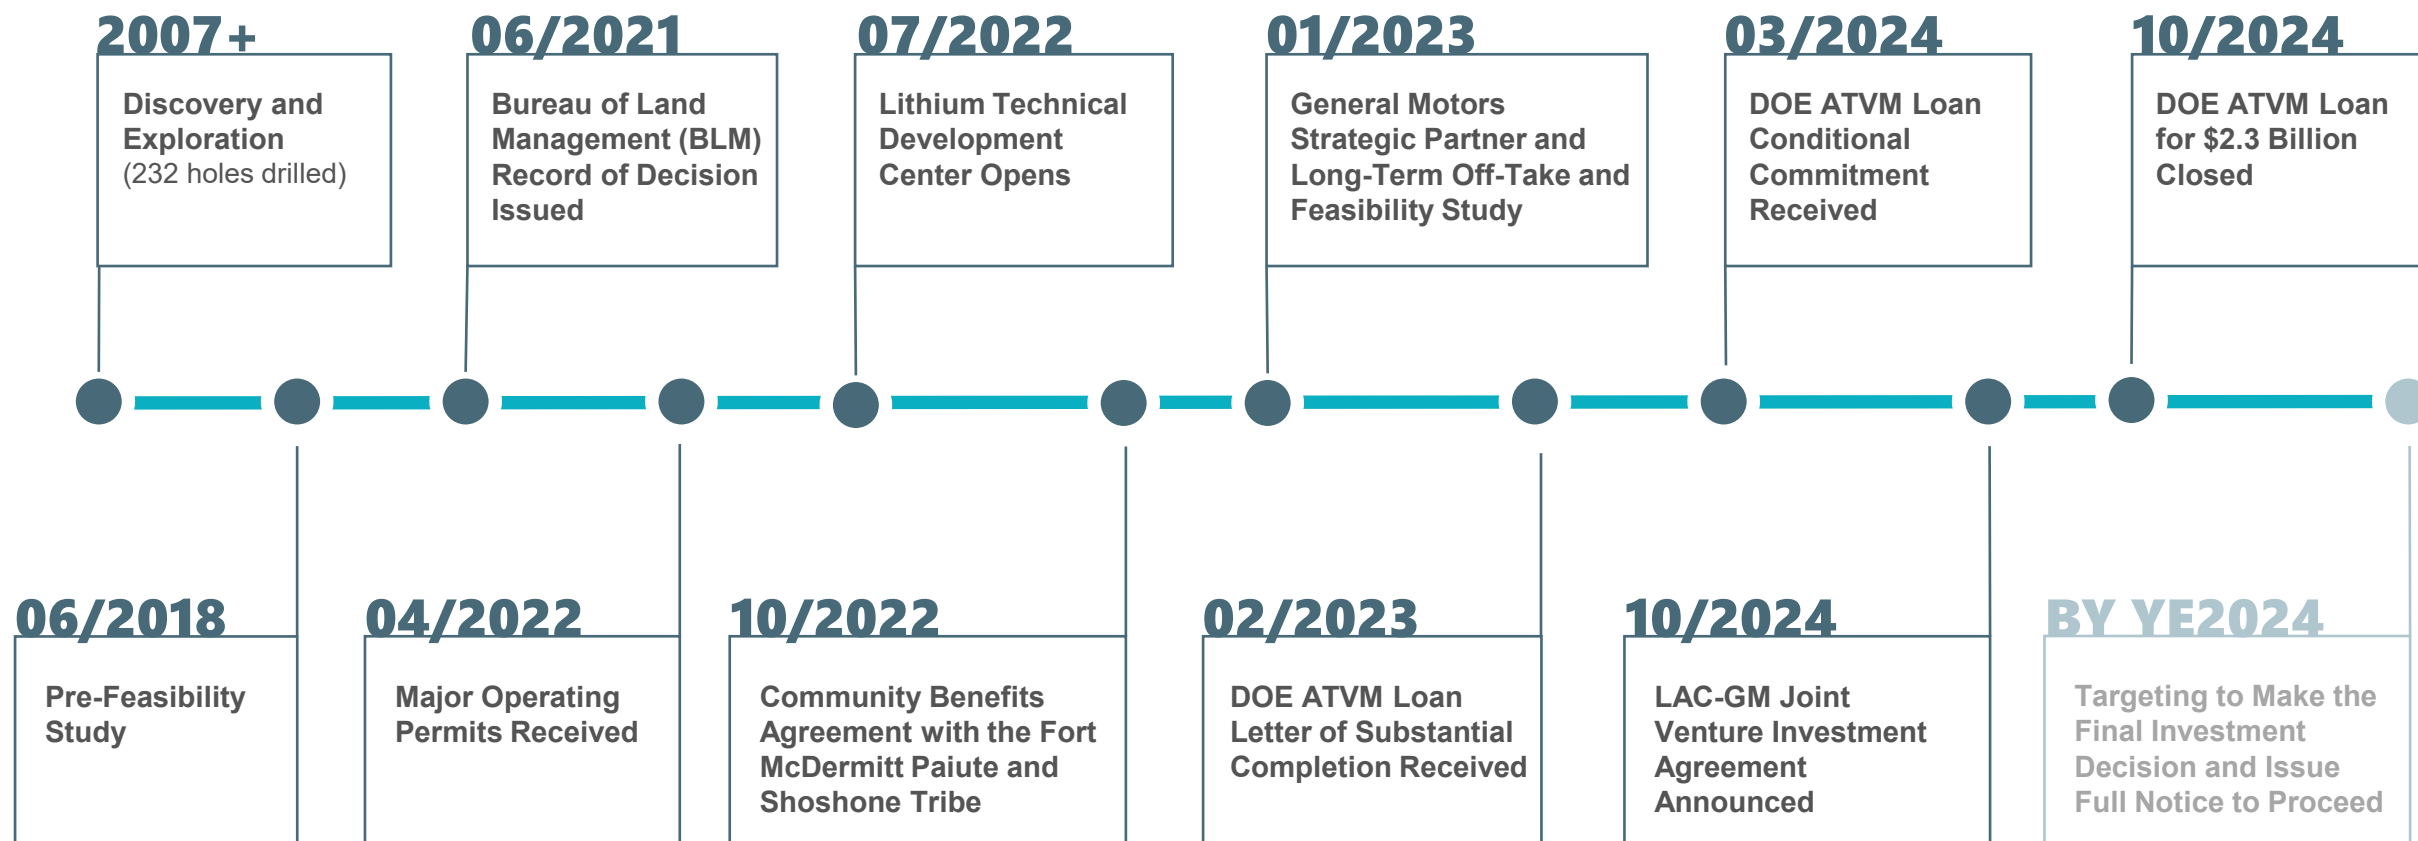 2007+
Discovery and
Exploration
(232 holes drilled)
06/2021
Bureau of Land
Management (BLM)
Record of Decision
Issued
07/2022
Lithium Technical
Development
Center Opens
01/2023
General Motors
Strategic Partner and
Long-Term Off-Take and
Feasibility Study
03/2024
DOE ATVM Loan
Conditional
Commitment
Received
10/2024
DOE ATVM Loan
for $2.3 Billion
Closed
06/2018
Pre-Feasibility
Study
04/2022
Major Operating
Permits Received
10/2022
Community Benefits
Agreement with the Fort
McDermitt Paiute and
Shoshone Tribe
02/2023
DOE ATVM Loan
Letter of Substantial
Completion Received
10/2024
LAC-GM Joint
Venture Investment
Agreement
Announced
BY YE2024
Targeting to Make the
Final Investment
Decision and Issue
Full Notice to Proceed